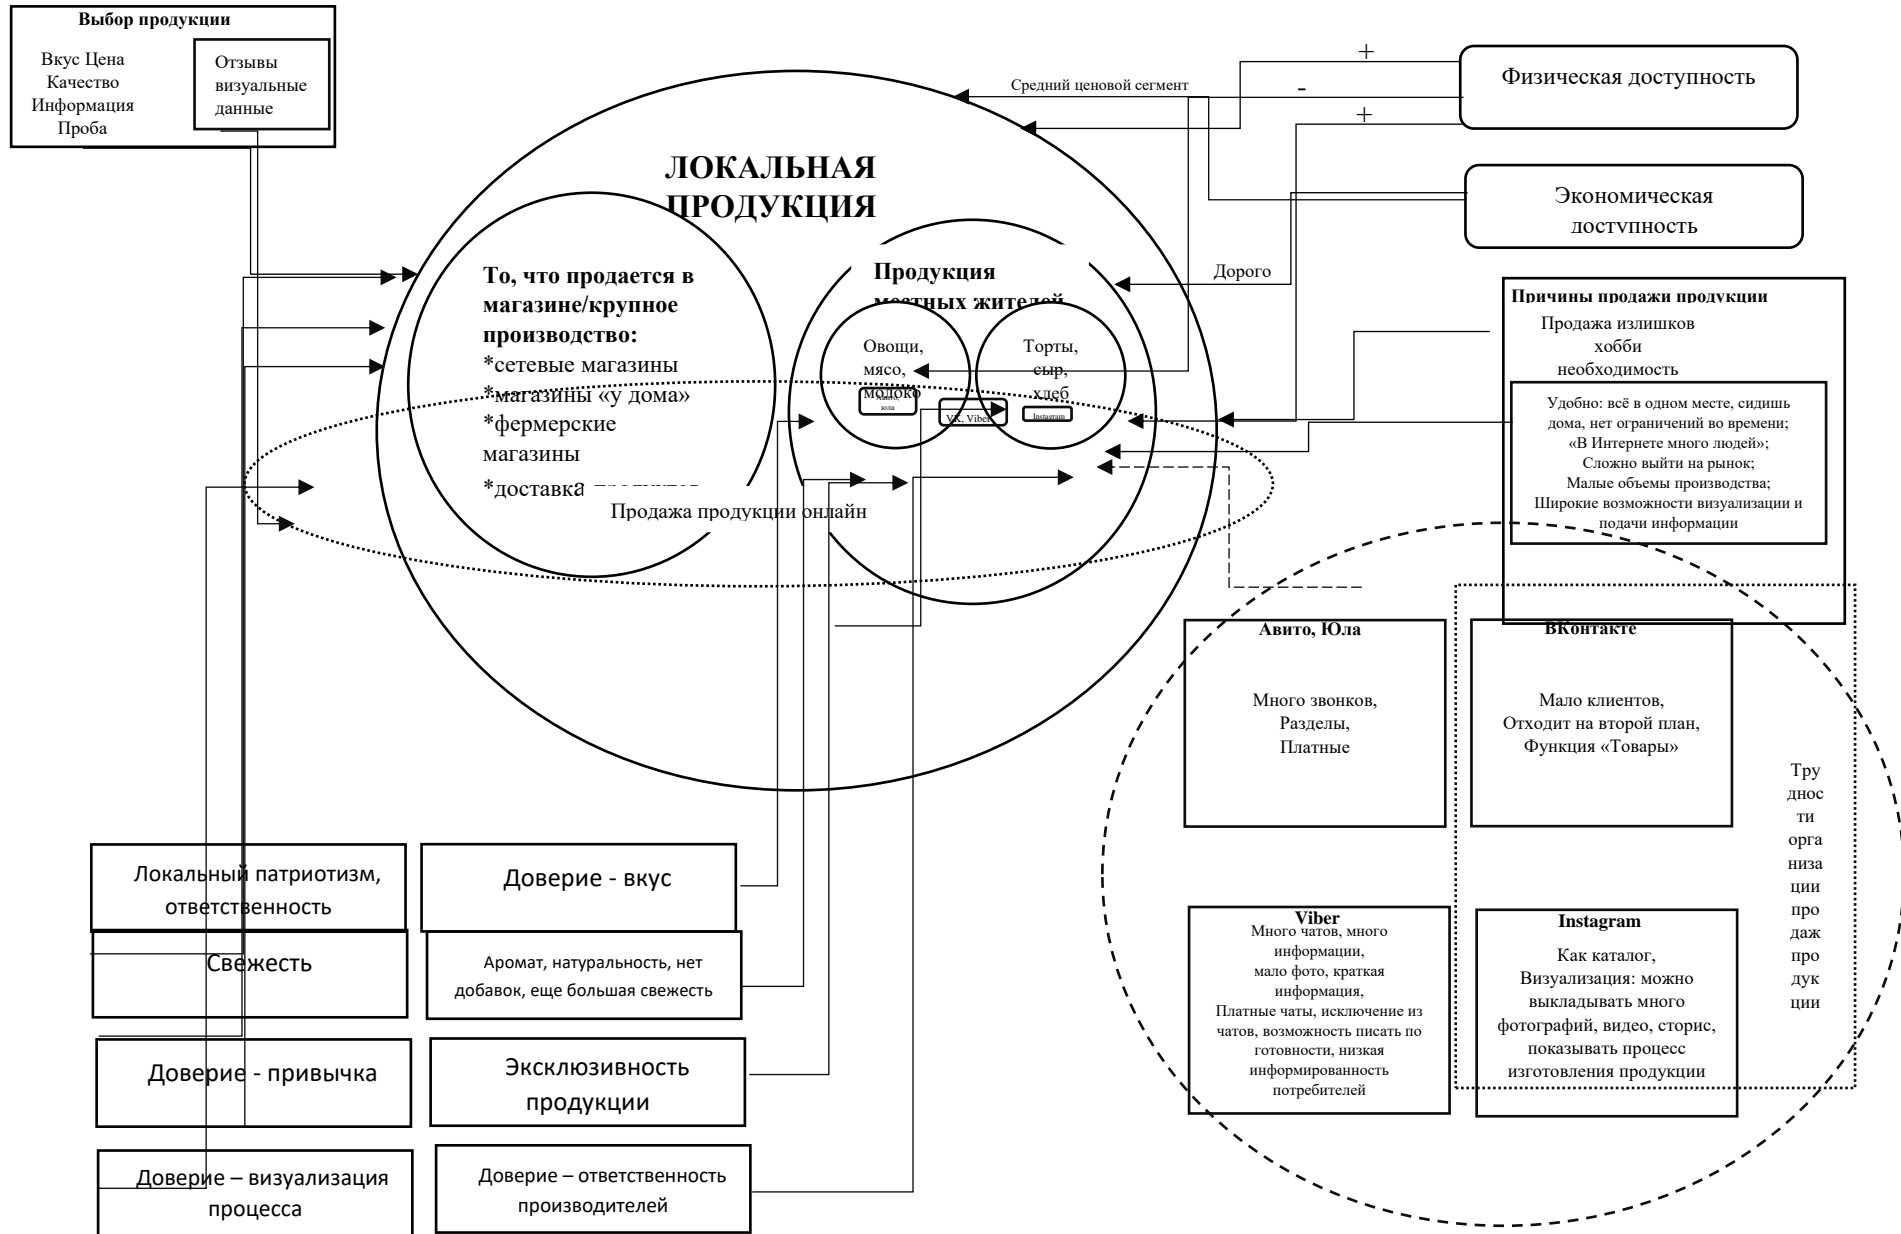 Выбор продукции
Вкус Цена
Качество
Информация
Проба
Отзывы
визуальные
данные
Средний ценовой сегмент
+
-
+
Физическая доступность
Экономическая
доступность
Дорого
ЛОКАЛЬНАЯ
ПРОДУКЦИЯ
То, что продается в
магазине/крупное
производство:
*сетевые магазины
*магазины «у дома»
*фермерские
магазины
*доставка продуктов
Продукция
местных жителей
Овощи,
мясо,
молоко
Авито,
юла
VK, Viber
Торты,
сыр,
хлеб
Instagram
Продажа продукции онлайн
Причины продажи продукции
Продажа излишков
хобби
необходимость
Удобно: всё в одном месте, сидишь
дома, нет ограничений во времени;
«В Интернете много людей»;
Сложно выйти на рынок;
Малые объемы производства;
Широкие возможности визуализации и
подачи информации
Авито, Юла
Много звонков,
Разделы,
Платные
ВКонтакте
Мало клиентов,
Отходит на второй план,
Функция «Товары»
Viber
Много чатов, много
информации,
мало фото, краткая
информация,
Платные чаты, исключение из
чатов, возможность писать по
готовности, низкая
информированность
потребителей
Instagram
Как каталог,
Визуализация: можно
выкладывать много
фотографий, видео, сторис,
показывать процесс
изготовления продукции
Тру
днос
ти
орга
низа
ции
про
даж
про
дук
ции
Локальный патриотизм,
ответственность
Доверие - вкус
Свежесть
Аромат, натуральность, нет
добавок, еще большая свежесть
Доверие - привычка
Эксклюзивность
продукции
Доверие – визуализация
процесса
Доверие – ответственность
производителей